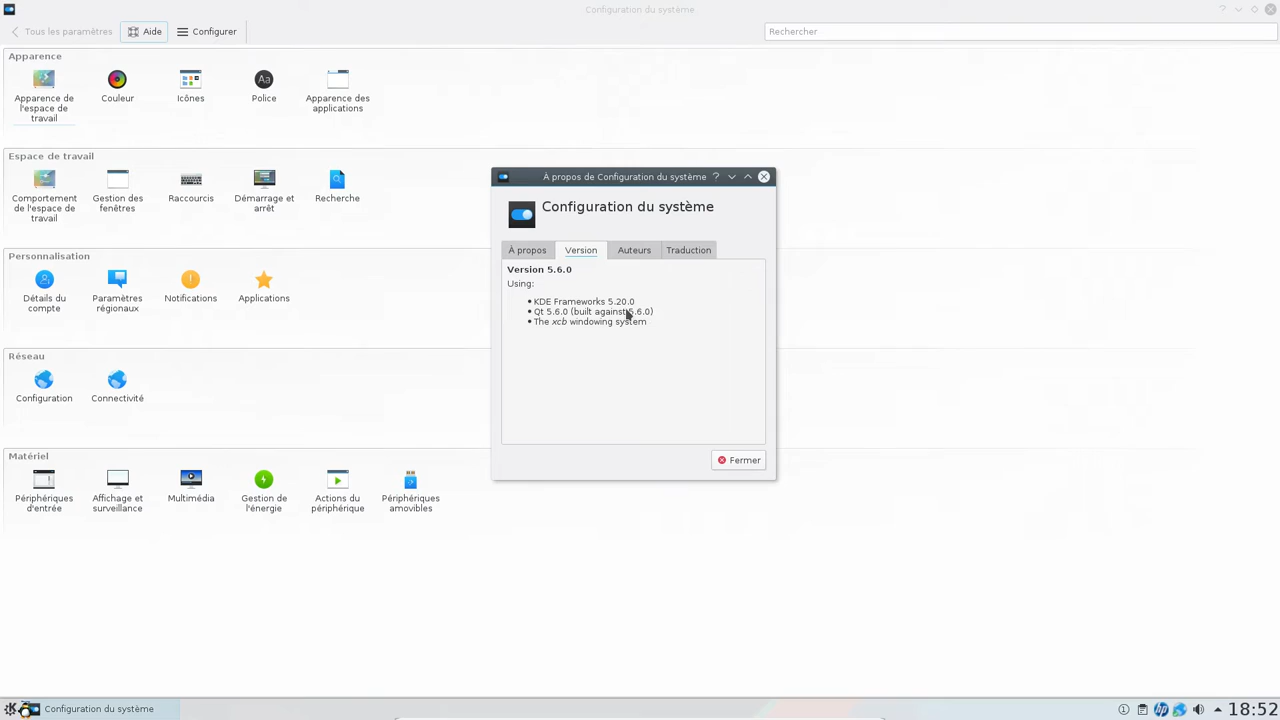 Configuration du système
Tous les paramètres
Aide
Configurer
Rechercher
Apparence
Apparence de
l'espace de
travail
Couleur
Icônes
Aa
Police
Apparence des
applications
Espace de travail
Comportement
de l'espace de
travail
Gestion des
fenêtres
Raccourcis
Démarrage et
arrêt
Recherche
Personnalisation
Détails du
compte
Paramètres
régionaux
Notifications
Applications
Réseau
Configuration
Connectivité
Matériel
Périphériques
d'entrée
Affichage et
surveillance
Multimédia
Gestion de
l'énergie
Actions du
périphérique
Périphériques
amovibles
À propos de Configuration du système
Configuration du système
À propos
Version
Auteurs
Traduction
Version 5.6.0
Using:
• KDE Frameworks 5.20.0
• Qt 5.6.0 (built against 5.6.0)
• The xcb windowing system
Fermer
Configuration du système
18:52